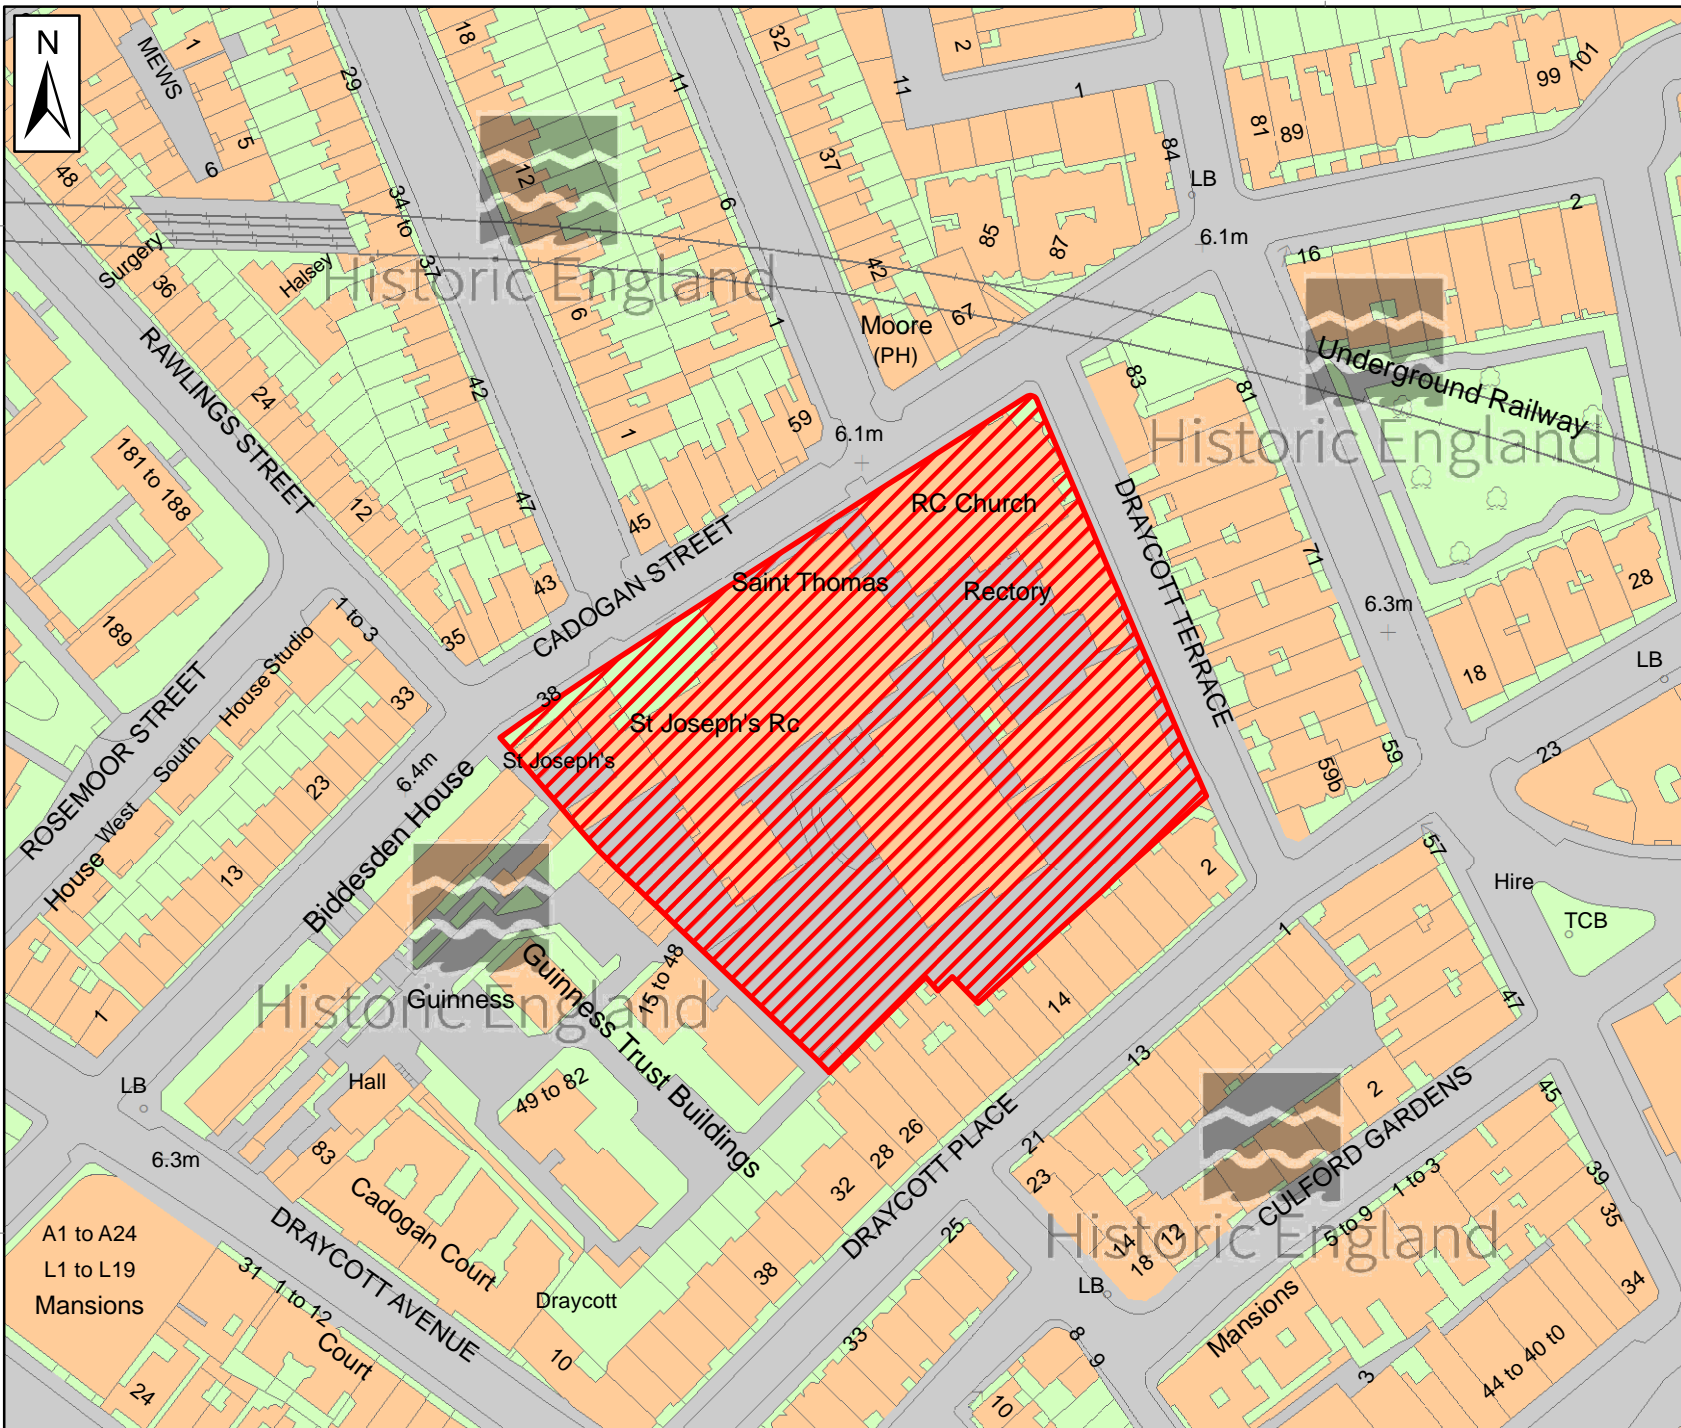 N
MEWS
1
5
6
48
Surgery
36
Halsey
29
34 to
37
42
47
18
12
6
1
11
6
1
59
45
43
32
37
42
11
2
1
84
LB
85
87
67
Moore
(PH)
6.1m
81
89
99
101
2
16
6.1m
Underground Railway
Historic England
Historic England
RAWLINGS STREET
24
12
35
181 to 188
189
ROSEMOOR STREET
1 to 3
Studio
House
South
West
House
33
23
13
1
CADOGAN STREET
38
RC Church
Saint Thomas
Rectory
St Joseph's Rc
St Joseph's
DRAYCOTT TERRACE
83
81
71
59b
59
6.3m
18
28
LB
23
6.4m
Biddesden House
Guinness
Guinness Trust Buildings
15 to 48
49 to 82
Historic England
Hall
LB
83
6.3m
Cadogan Court
DRAYCOTT AVENUE
Draycott
A1 to A24
L1 to L19
Mansions
31
1 to 12
Court
24
10
2
14
26
28
32
38
DRAYCOTT PLACE
1
13
21
23
25
33
57
47
Hire
TCB
2
CULFORD GARDENS
14
18
12
LB
Historic England
1 to 3
5 to 9
Mansions
45
39
35
34
44 to 40 t0
3
8
9
10